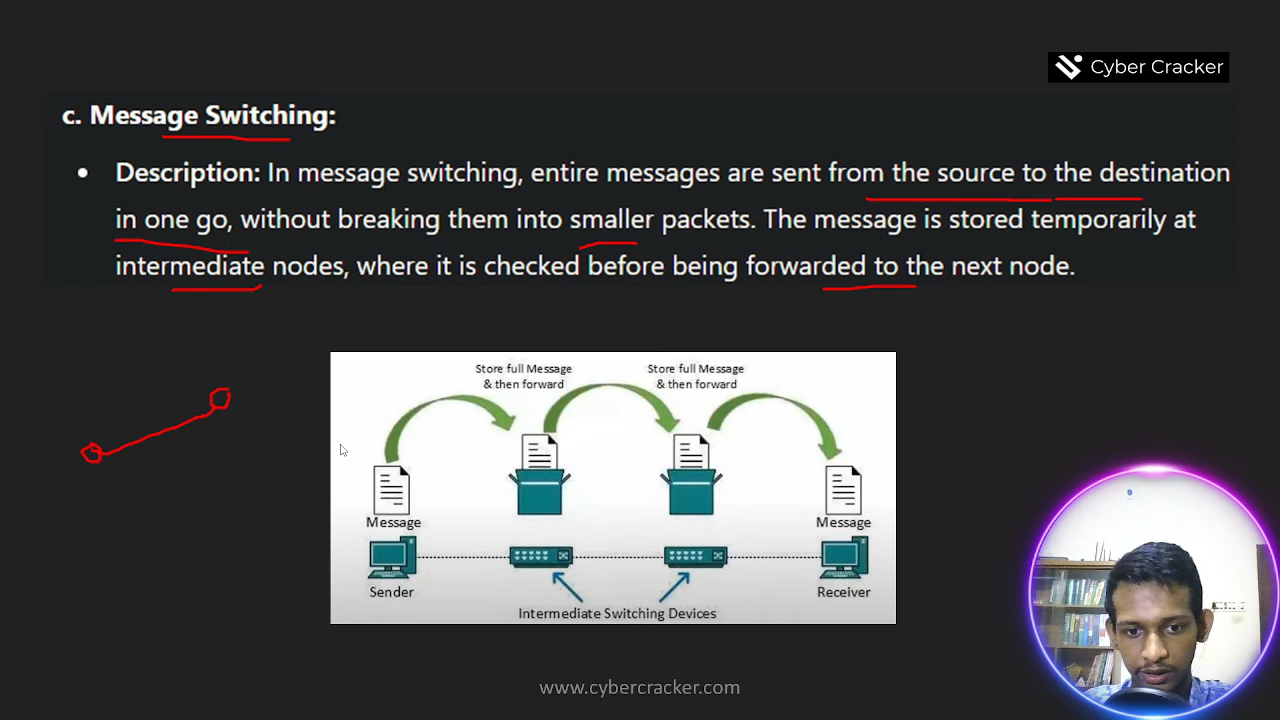 Cyber Cracker
c. Message Switching:
Description: In message switching, entire messages are sent from the source to the destination
in one go, without breaking them into smaller packets. The message is stored temporarily at
intermediate nodes, where it is checked before being forwarded to the next node.
Store full Message
& then forward
Store full Message
& then forward
Message
Message
Sender
Receiver
Intermediate Switching Devices
www.cybercracker.com